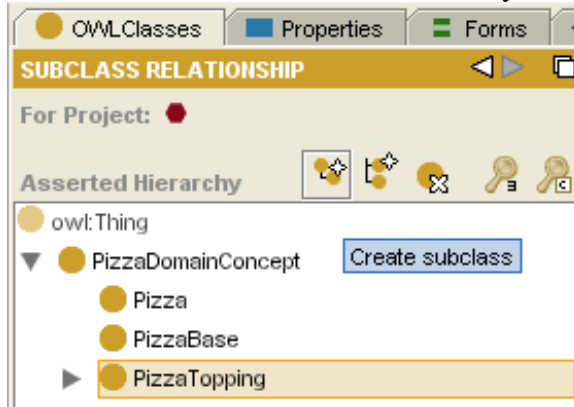 OWLClasses Properties Forms
SUBCLASS RELATIONSHIP
For Project:
Asserted Hierarchy
owl:Thing
PizzaDomainConcept Create subclass
Pizza
PizzaBase
PizzaTopping